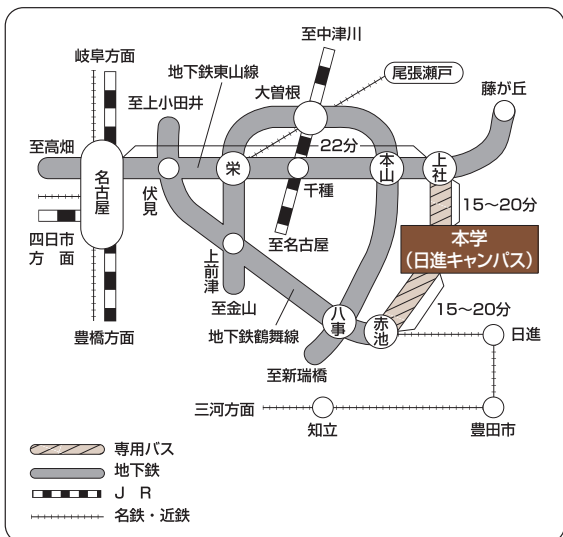 至中津川
岐阜方面
地下鉄東山線
大曽根
尾張瀬戸
至上小田井
藤が丘
至高畑
22分
名古屋
栄
本山
上社
伏見
千種
15〜20分
四日市
方　面
至名古屋
本学
(日進キャンパス)
上前津
至金山
15〜20分
豊橋方面
地下鉄鶴舞線
八事
赤池
日進
至新瑞橋
三河方面
知立
豊田市
専用バス
地下鉄
J　R
名鉄・近鉄